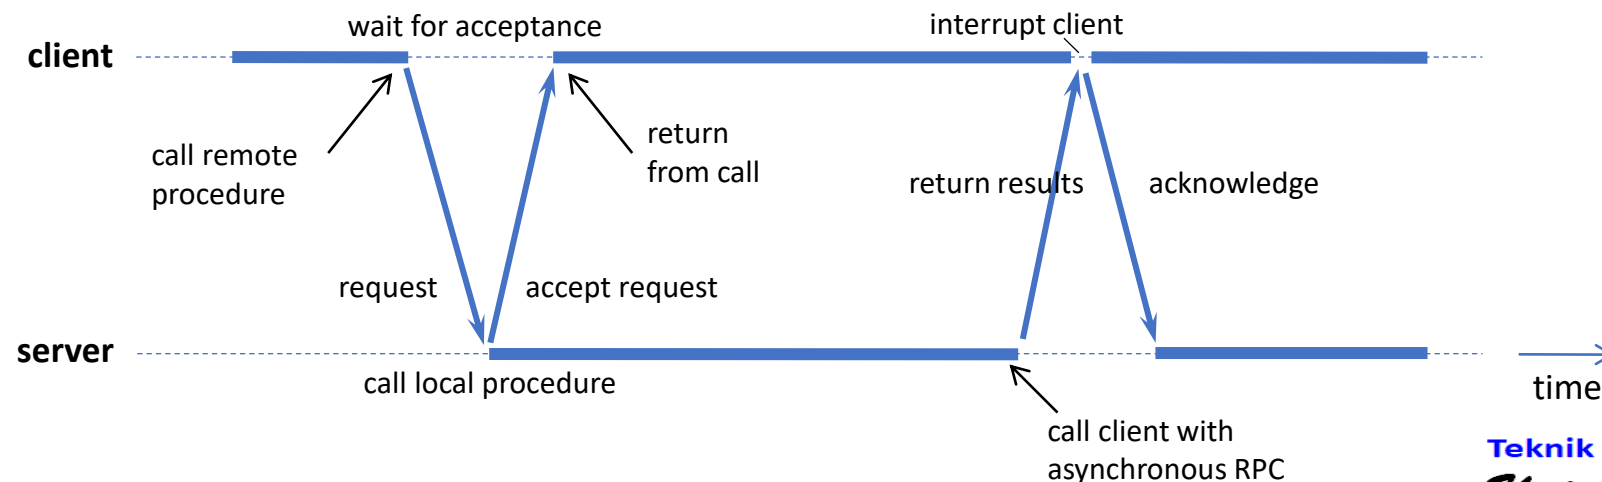 wait for acceptance
interrupt client
client
call remote
procedure
return
from call
return results
acknowledge
request
accept request
server
call local procedure
time
call client with
asynchronous RPC
Teknik